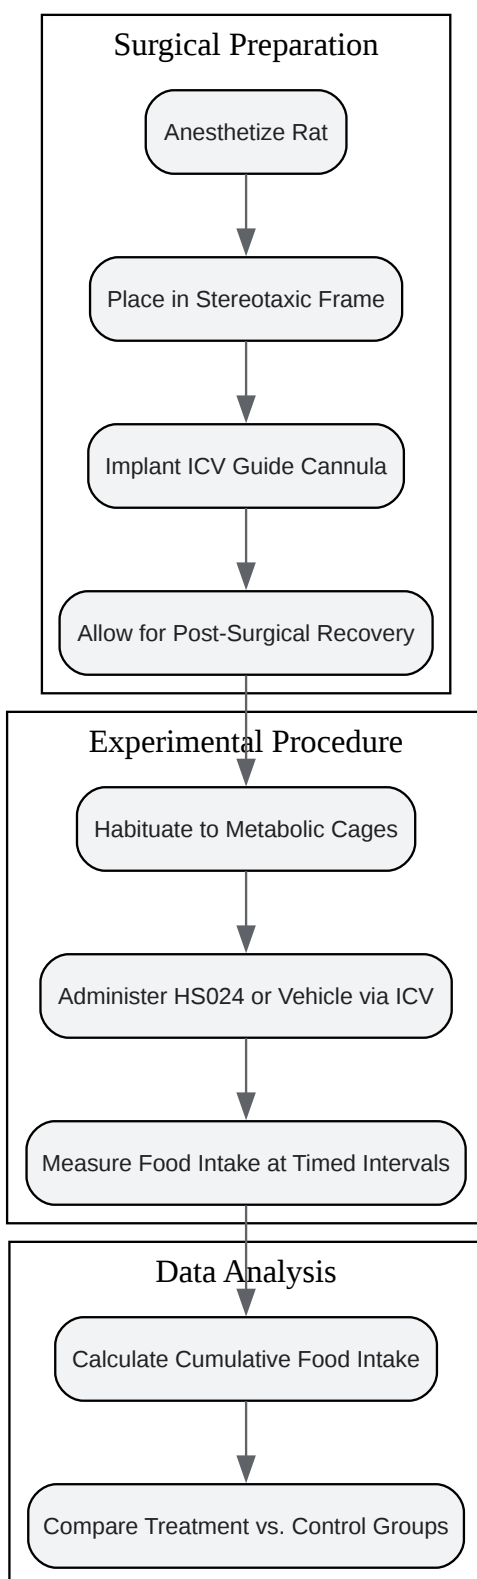 Surgical Preparation
Anesthetize Rat
Place in Stereotaxic Frame
Implant ICV Guide Cannula
Allow for Post-Surgical Recovery
Experimental Procedure
Habituate to Metabolic Cages
Administer HS024 or Vehicle via ICV
Measure Food Intake at Timed Intervals
Data Analysis
Calculate Cumulative Food Intake
Compare Treatment vs. Control Groups